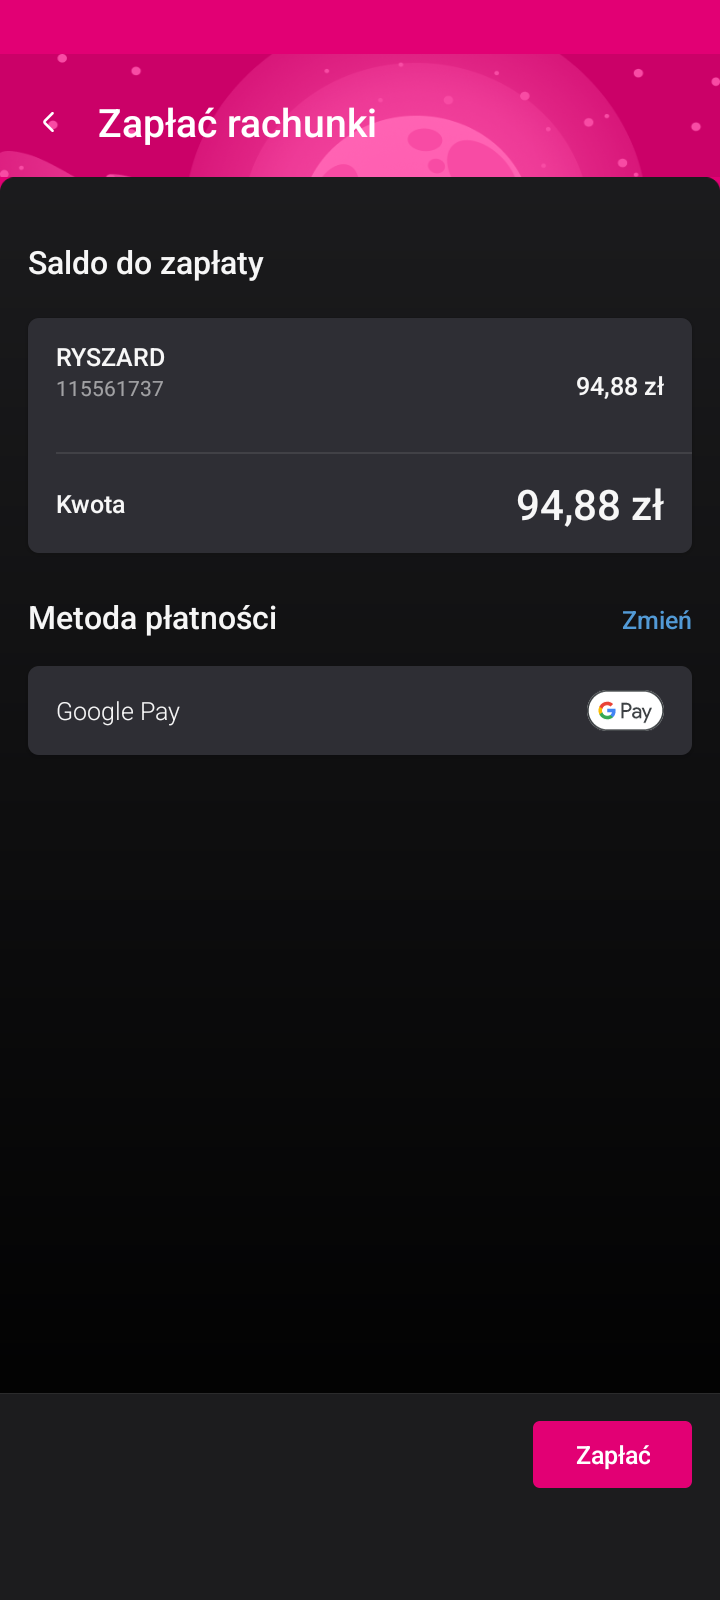 Zapłać rachunki
Saldo do zapłaty
RYSZARD
115561737
94,88 zł
Kwota
94,88 zł
Metoda płatności
Zmień
Google Pay
G Pay
Zapłać